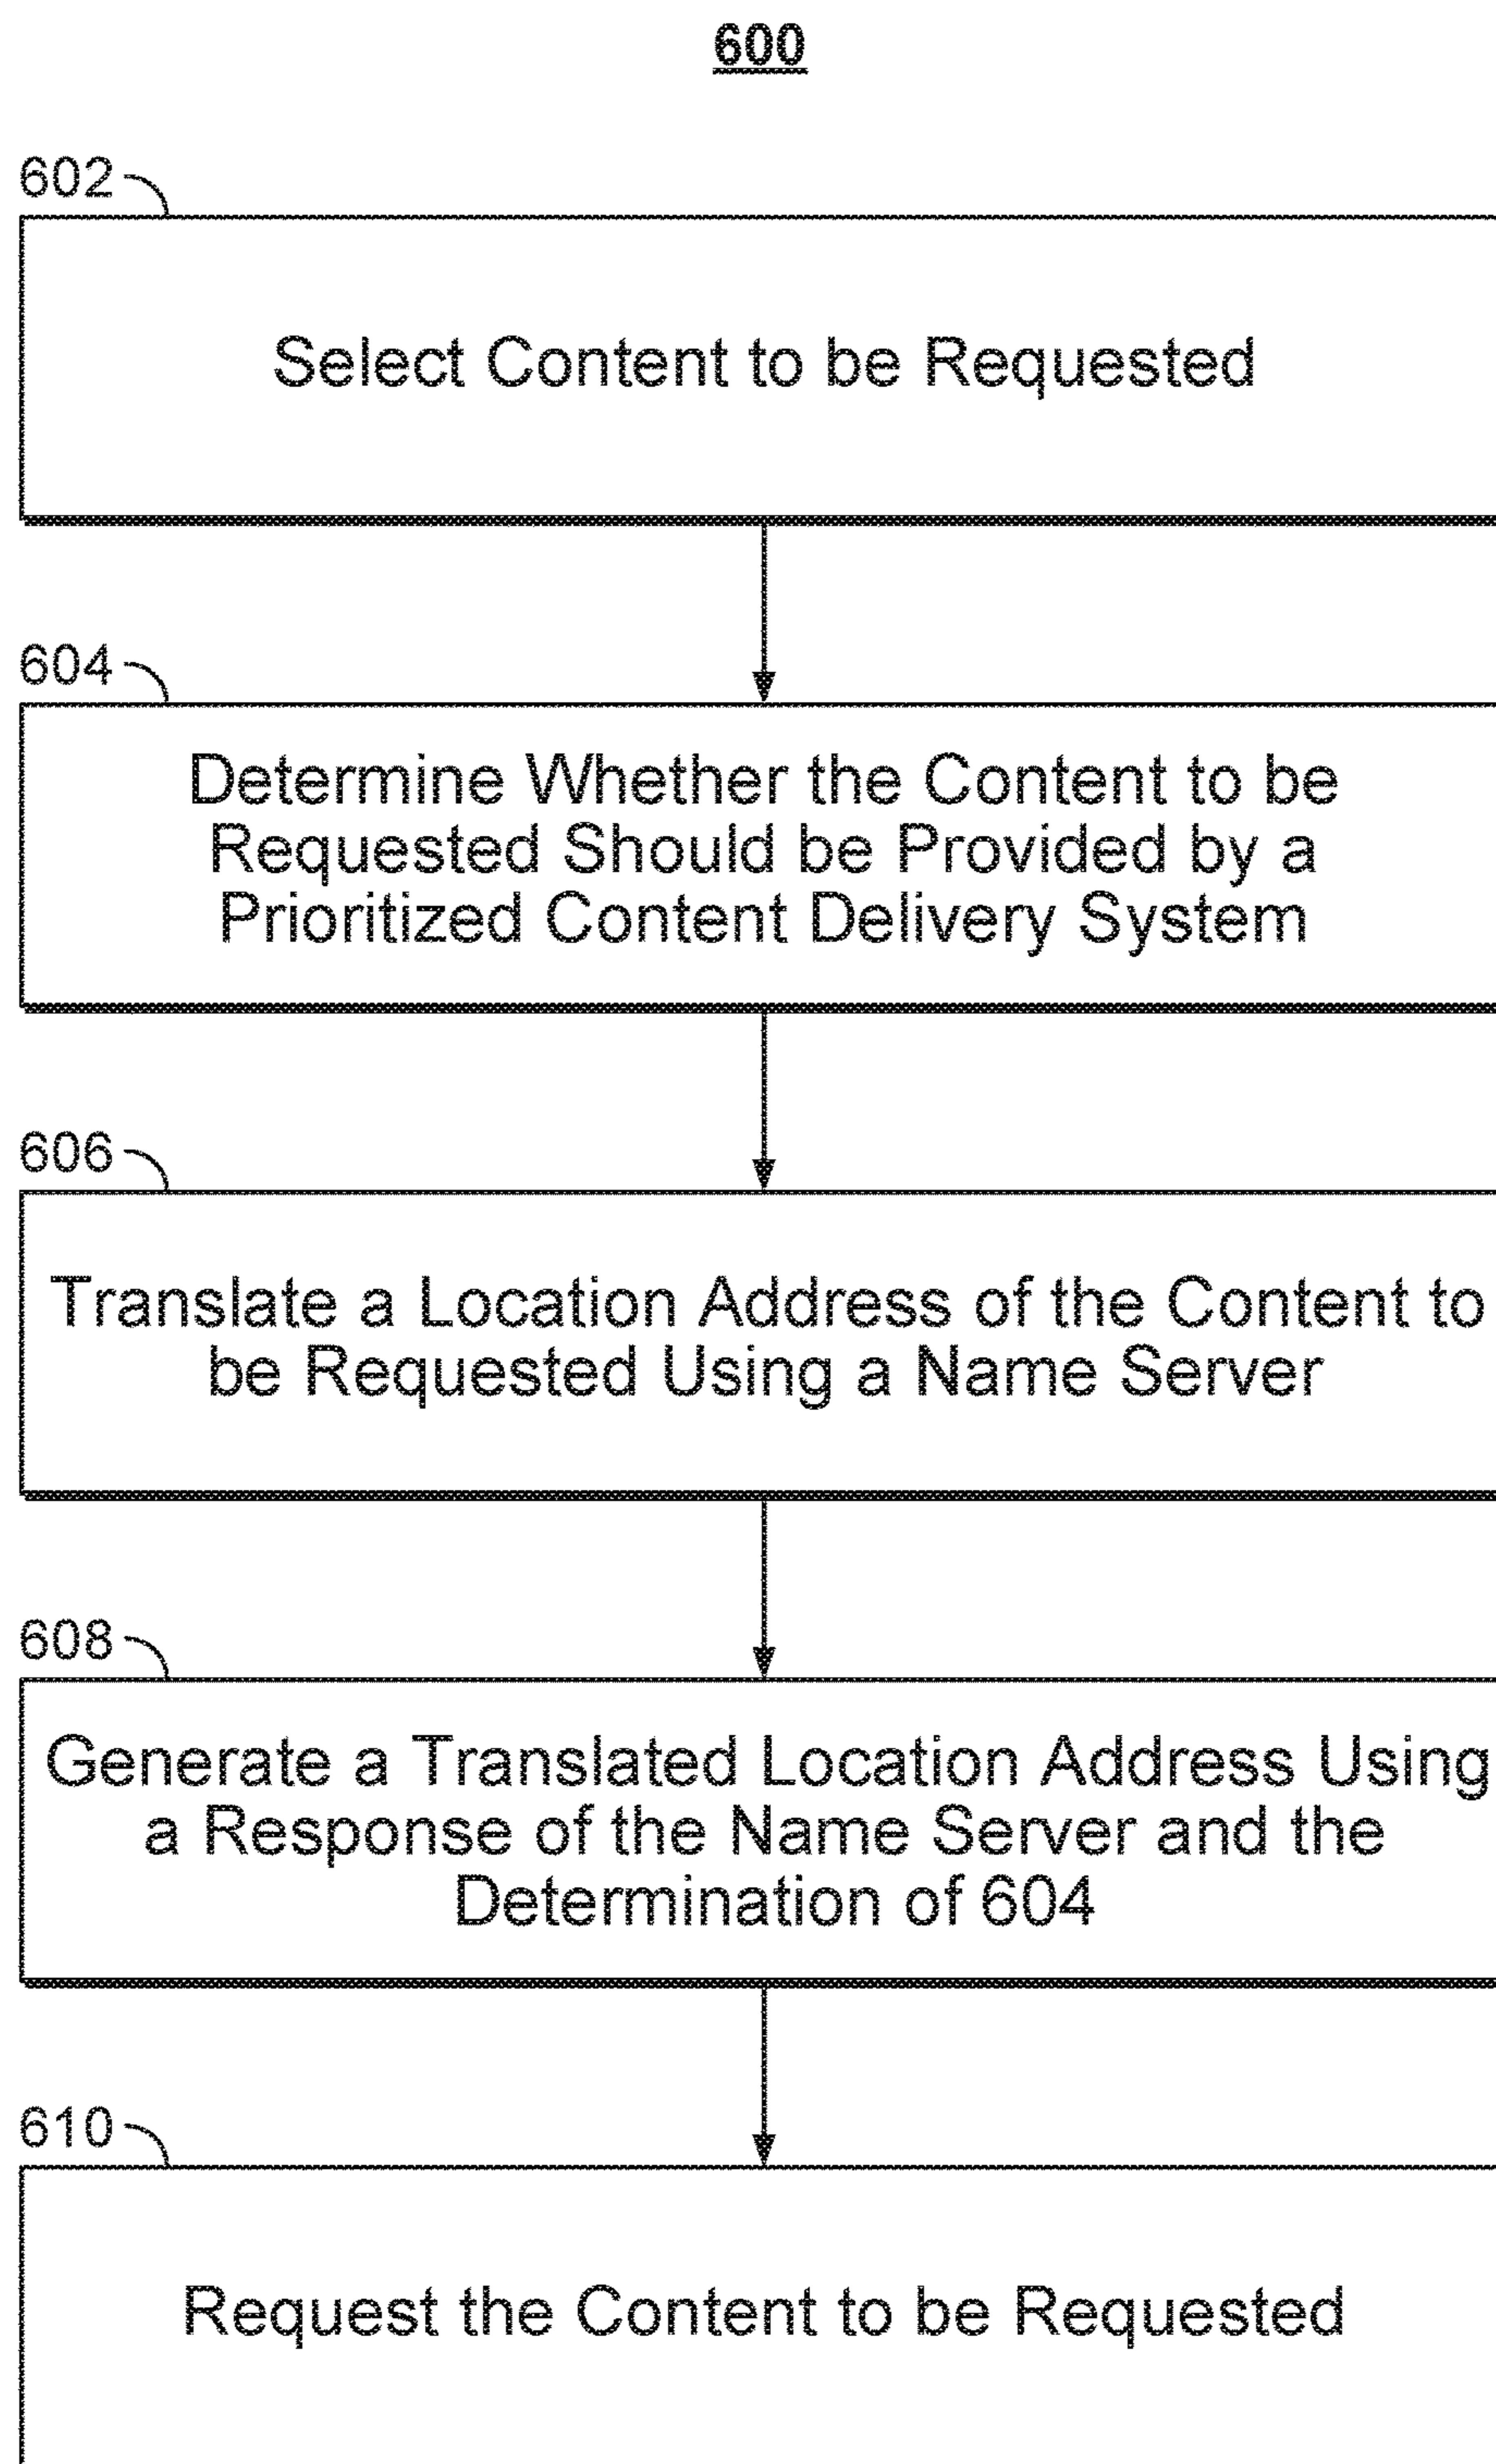 600
602
Select Content to be Requested
604
Determine Whether the Content to be
Requested Should be Provided by a
Prioritized Content Delivery System
606
Translate a Location Address of the Content to
be Requested Using a Name Server
608
Generate a Translated Location Address Using
a Response of the Name Server and the
Determination of 604
610
Request the Content to be Requested